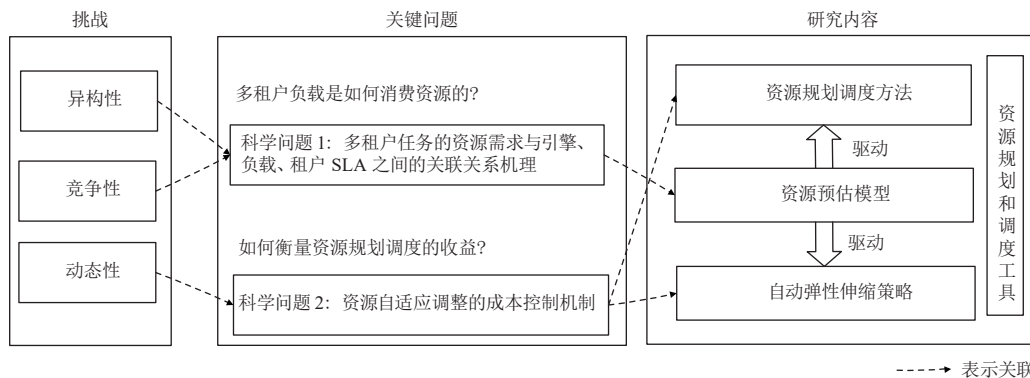 挑战
关键问题
研究内容
异构性
竞争性
动态性
多租户负载是如何消费资源的?
科学问题 1：多租户任务的资源需求与引擎、
负载、租户 SLA 之间的关联关系机理
如何衡量资源规划调度的收益?
科学问题 2：资源自适应调整的成本控制机制
资源规划调度方法
驱动
资源预估模型
驱动
自动弹性伸缩策略
资源规划和调度工具
表示关联